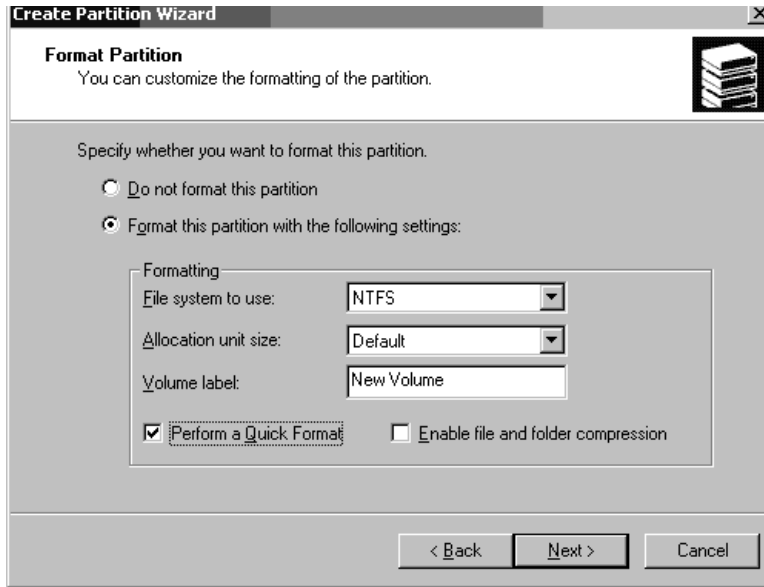 Create Partition Wizard
Format Partition
You can customize the formatting of the partition.
Specify whether you want to format this partition.
Do not format this partition
Format this partition with the following settings:
Formatting
File system to use: NTFS
Allocation unit size: Default
Volume label: New Volume
Perform a Quick Format Enable file and folder compression
< Back Next > Cancel